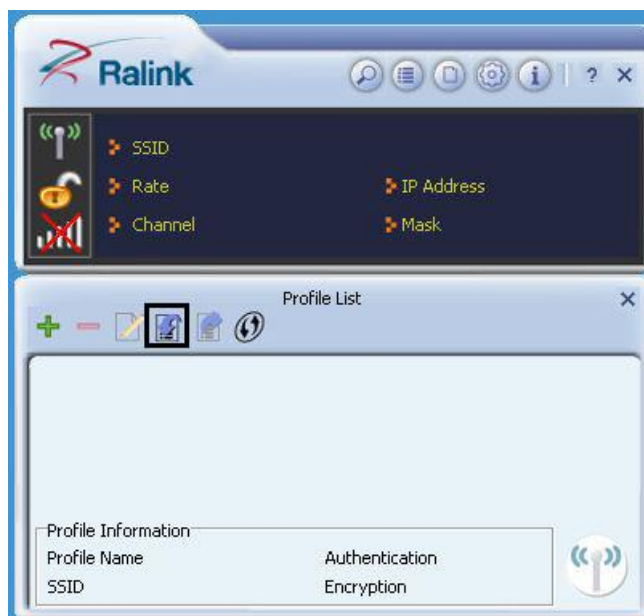 Ralink
? ×
SSID
Rate IP Address
Channel Mask
Profile List ×
Profile Information
Profile Name Authentication
SSID Encryption